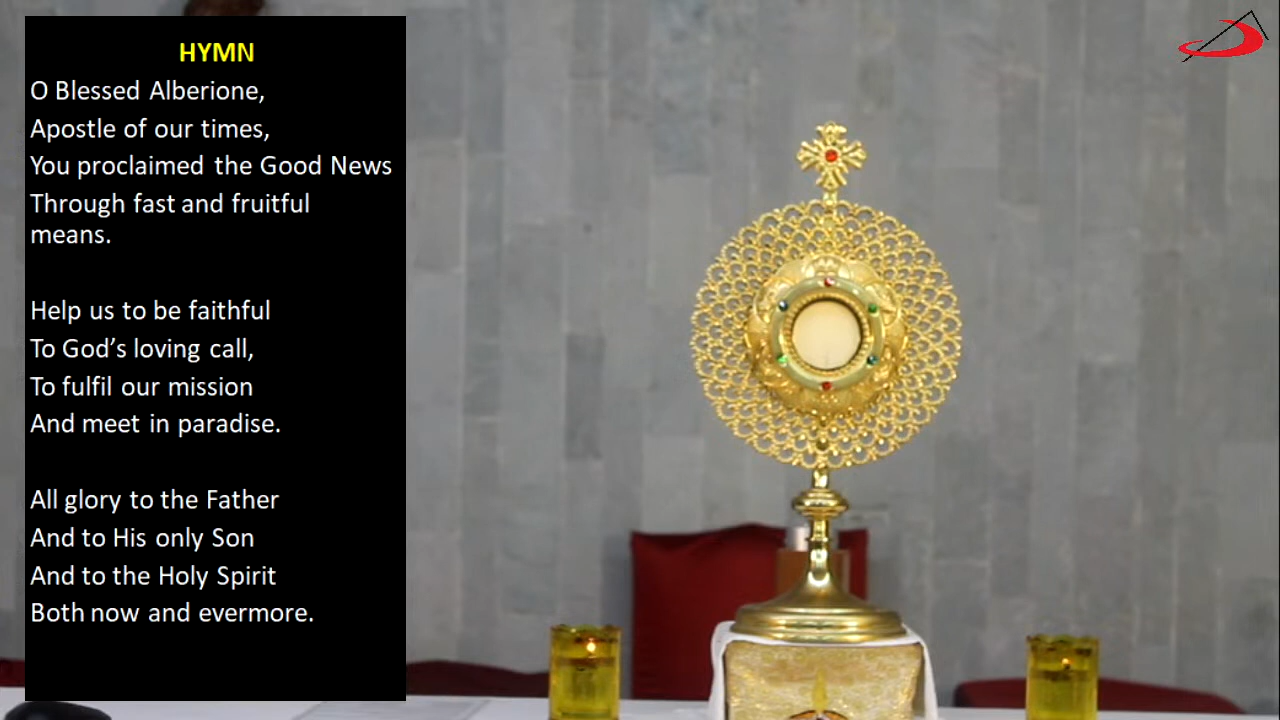 HYMN
O Blessed Alberione,
Apostle of our times,
You proclaimed the Good News
Through fast and fruitful
means.
Help us to be faithful
To God’s loving call,
To fulfil our mission
And meet in paradise.
All glory to the Father
And to His only Son
And to the Holy Spirit
Both now and evermore.